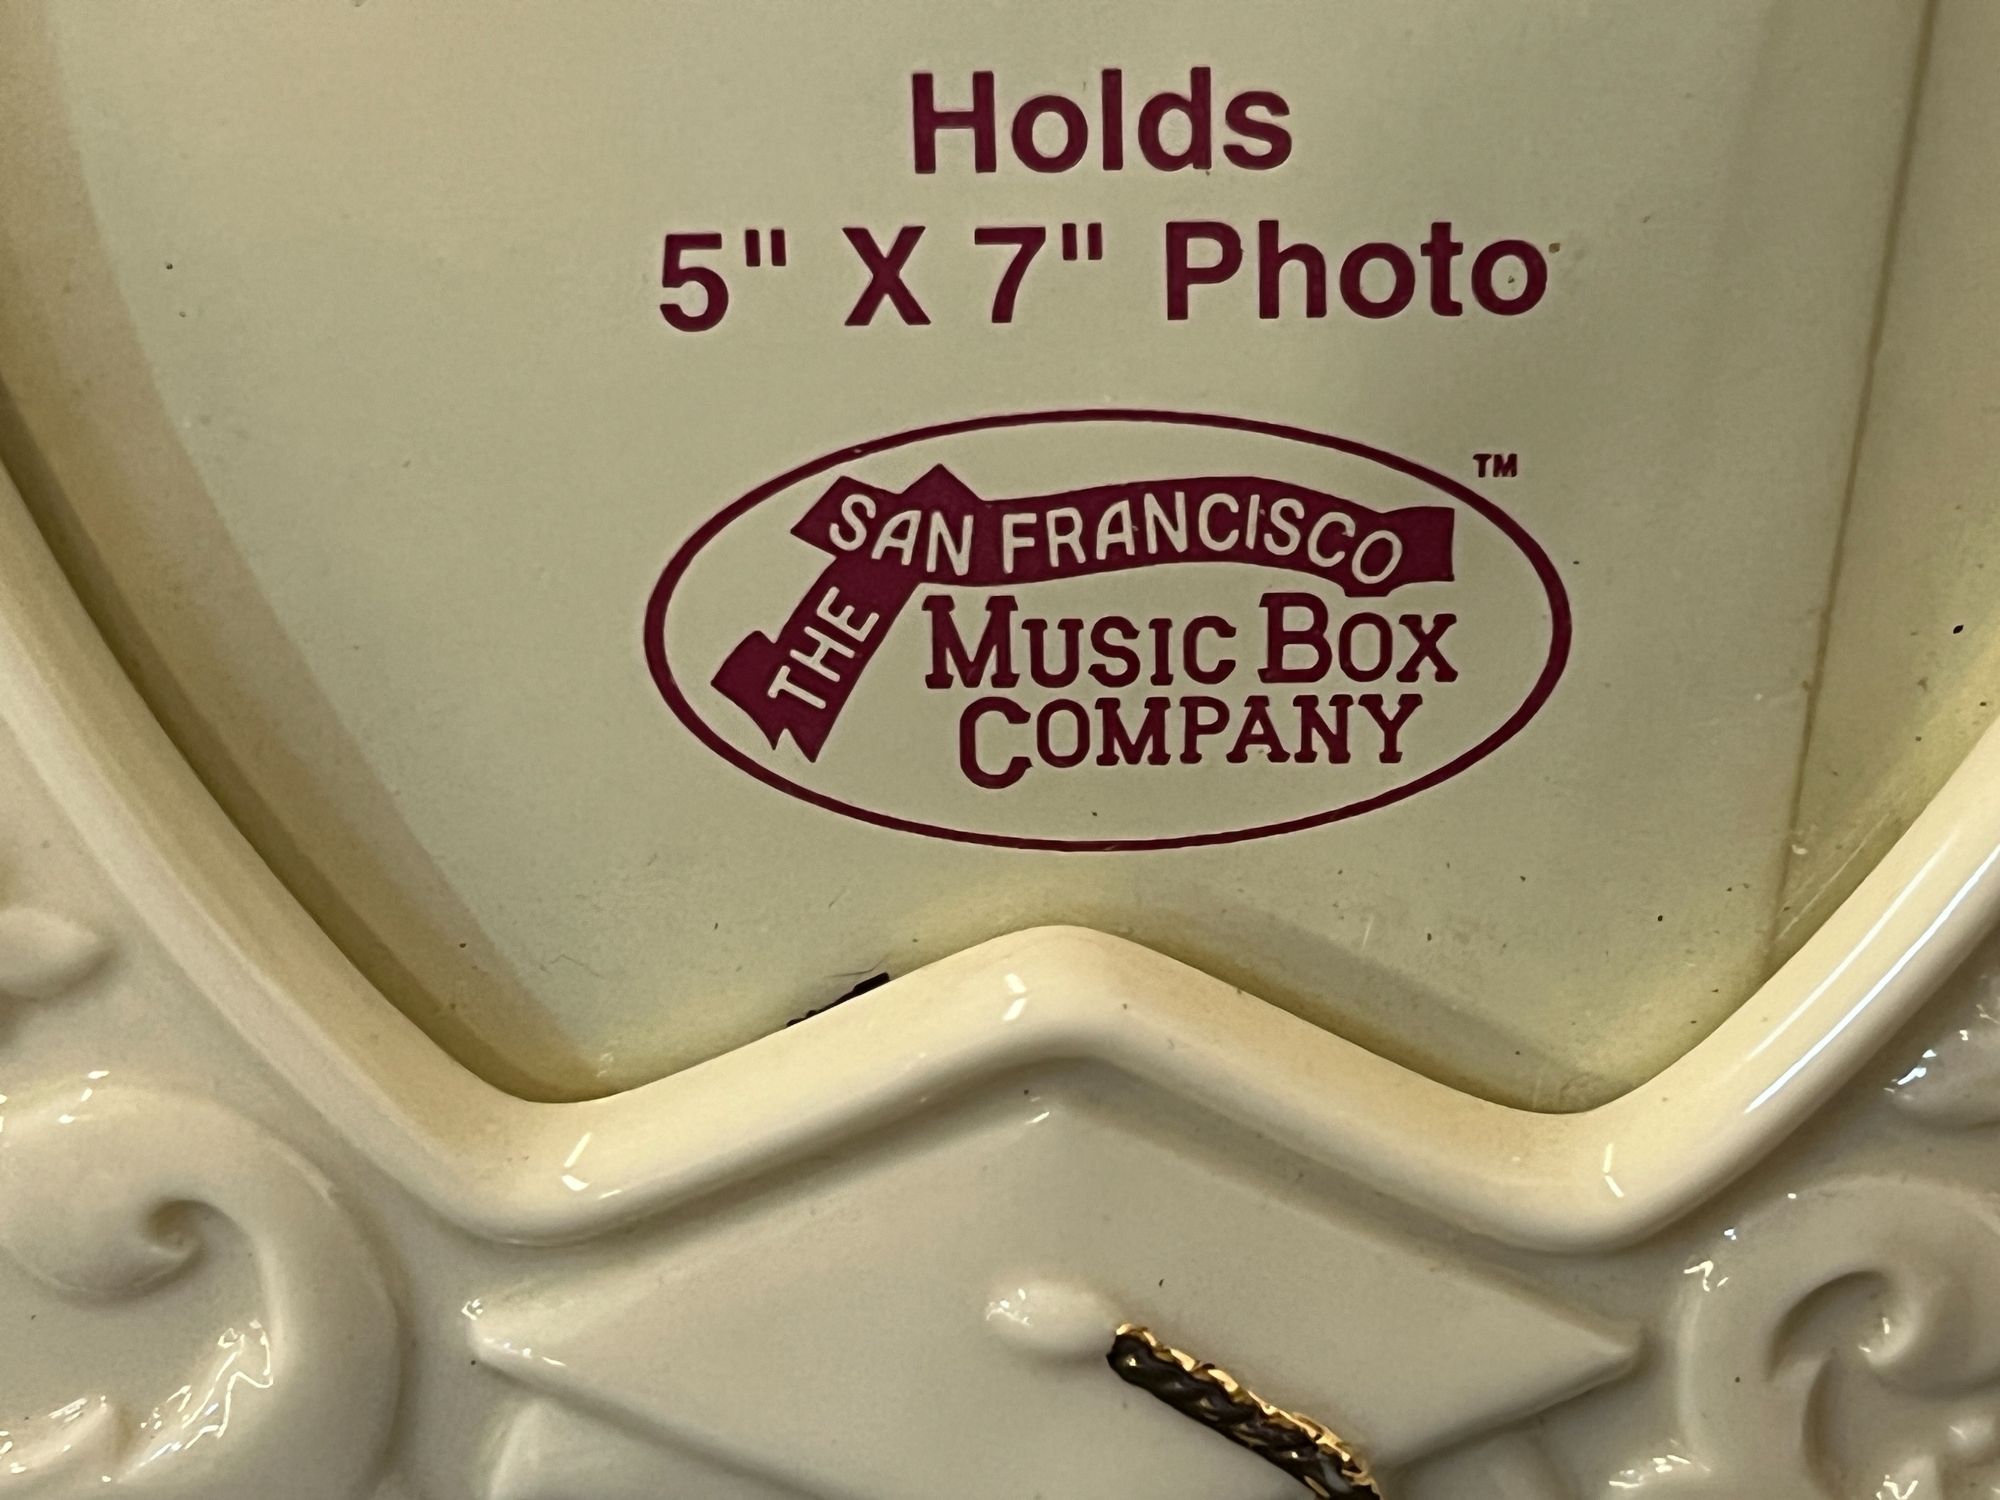 Holds
5" X 7" Photo
THE SAN FRANCISCO
MUSIC BOX
COMPANY
TM